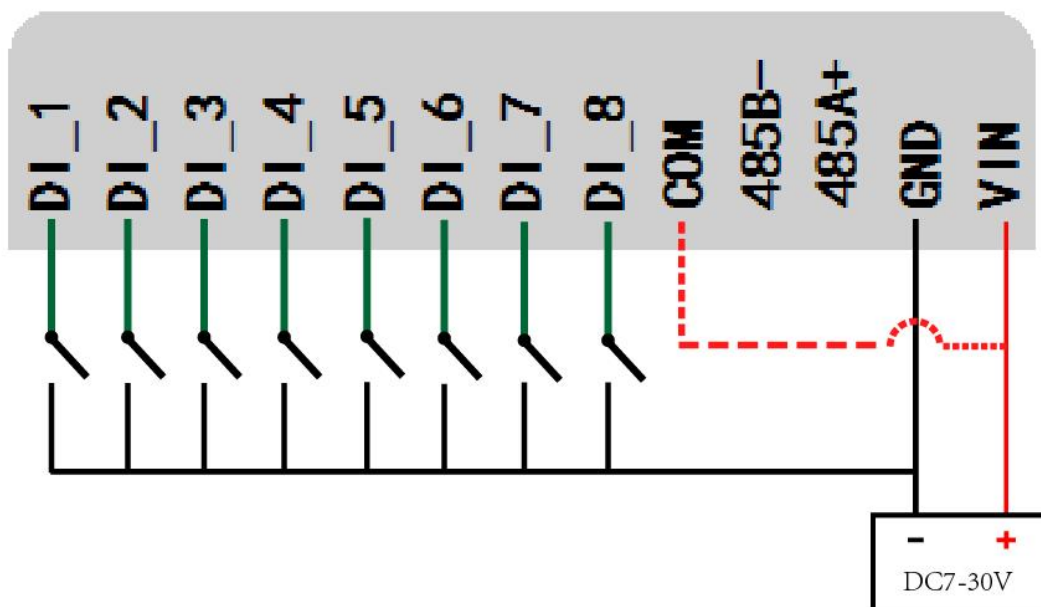 DI_1
DI_2
DI_3
DI_4
DI_5
DI_6
DI_7
DI_8
COM
485B-
485A+
GND
VIN
- +
DC7-30V